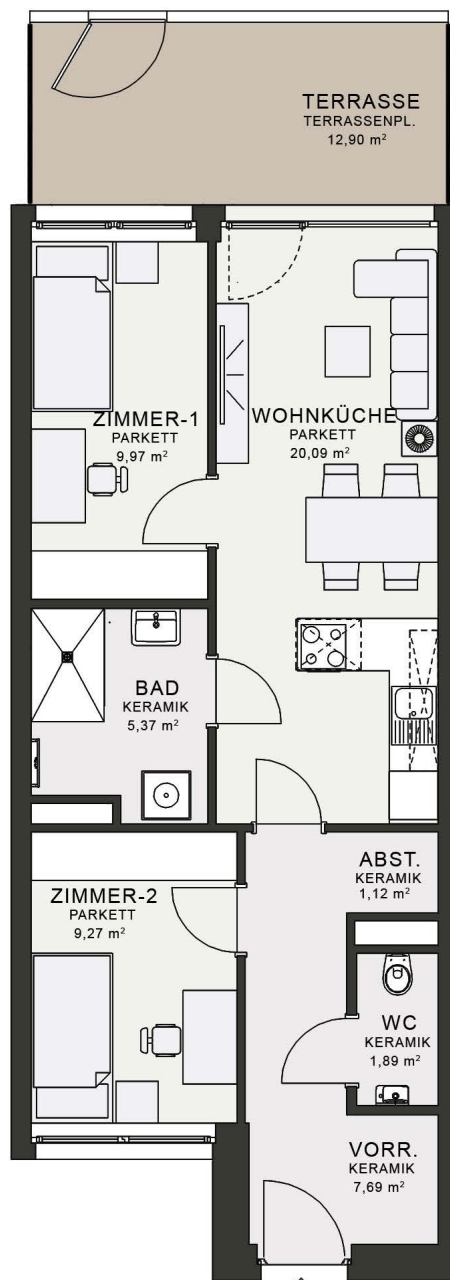 TERRASSE
TERRASSENPL.
12,90 m²
ZIMMER-1
PARKETT
9,97 m²
WOHNKÜCHE
PARKETT
20,09 m²
BAD
KERAMIK
5,37 m²
ABST.
KERAMIK
1,12 m²
ZIMMER-2
PARKETT
9,27 m²
WC
KERAMIK
1,89 m²
VORR.
KERAMIK
7,69 m²